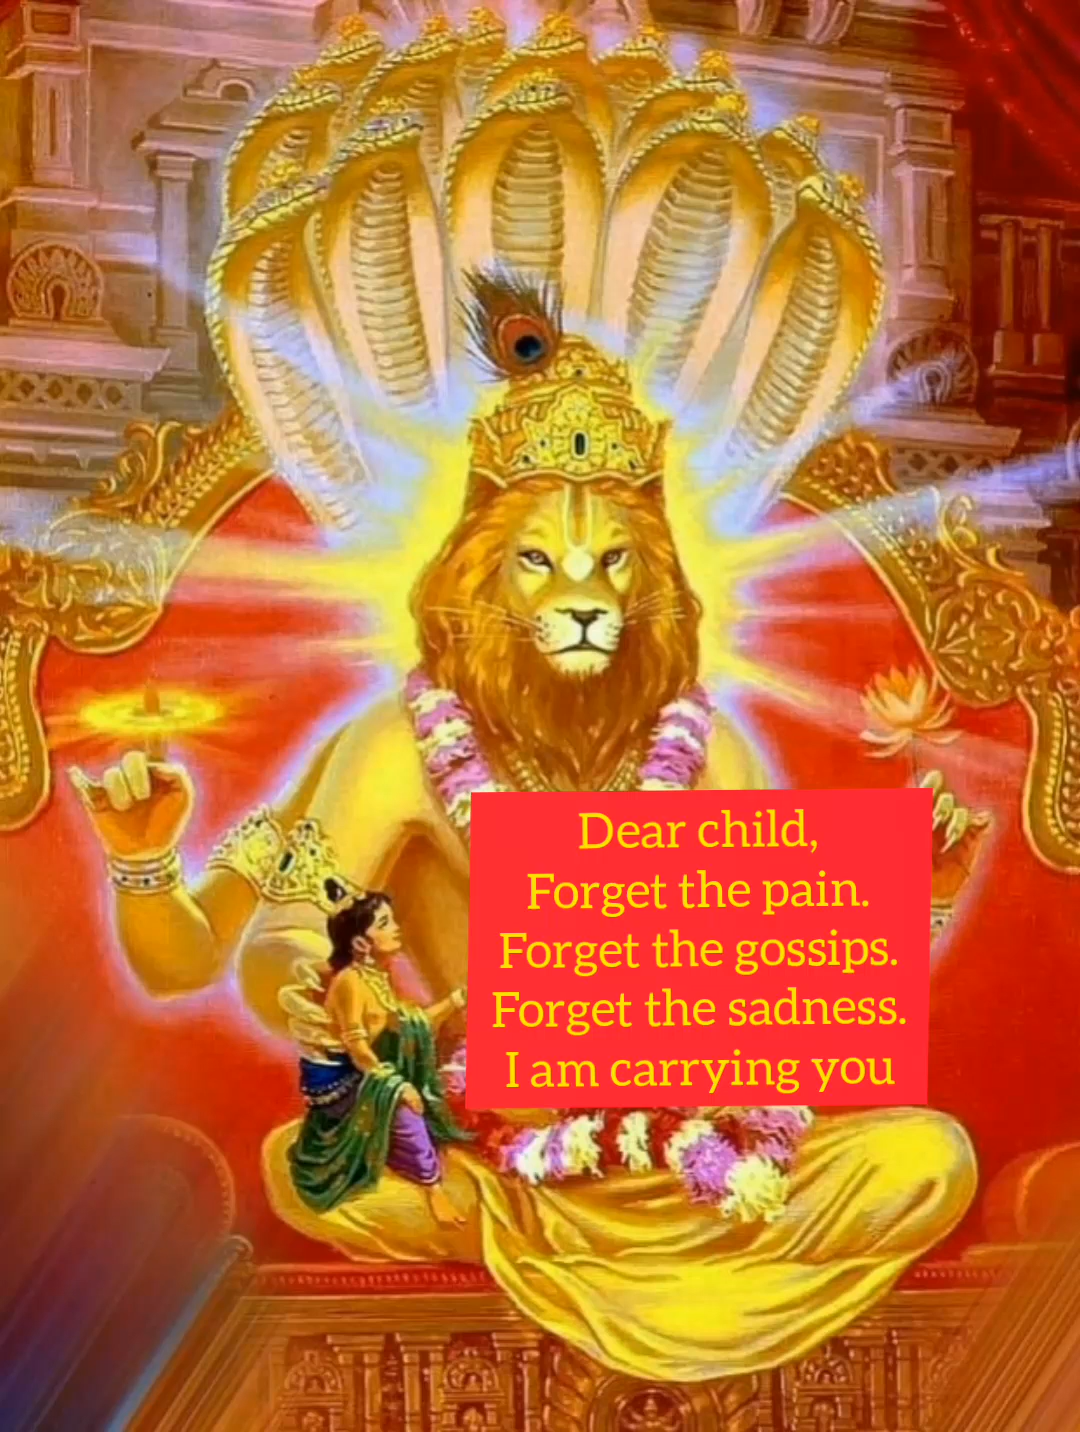 Dear child,
Forget the pain.
Forget the gossips.
Forget the sadness.
I am carrying you